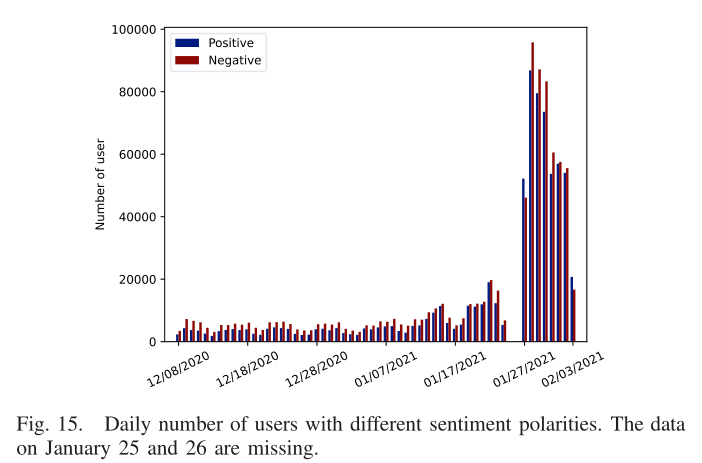 100000
Positive
Negative
80000
60000
40000
20000
0
Number of user
12/08/2020
12/18/2020
12/28/2020
01/07/2021
01/17/2021
01/27/2021
02/03/2021
Fig. 15. Daily number of users with different sentiment polarities. The data
on January 25 and 26 are missing.